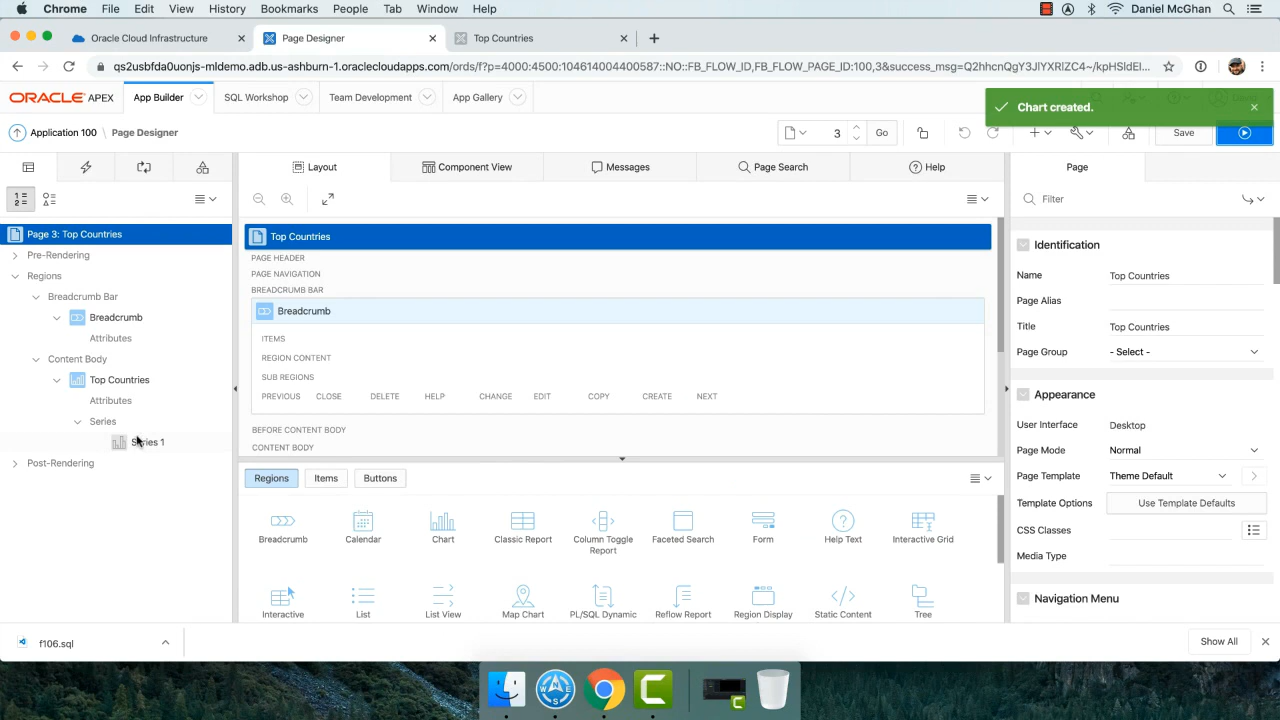 Chrome File Edit View History Bookmarks People Tab Window Help Daniel McGhan
Oracle Cloud Infrastructure Page Designer Top Countries
qs2usbfda0uonjs-mldemo.adb.us-ashburn-1.oraclecloudapps.com/ords/f?p=4000:4500:104614004400587::NO::FB_FLOW_ID,FB_FLOW_PAGE_ID:100,3&success_msg=Q2hhcnQgY3JlYXRlZC4~/kpHSldEI...
ORACLE APEX App Builder SQL Workshop Team Development App Gallery
Chart created.
Application 100 Page Designer 3 Go Save
Layout Component View Messages Page Search Help Page
Filter
Page 3: Top Countries
Pre-Rendering
Regions
Breadcrumb Bar
Breadcrumb
Attributes
Content Body
Top Countries
Attributes
Series
Series 1
Post-Rendering
Top Countries
PAGE HEADER
PAGE NAVIGATION
BREADCRUMB BAR
Breadcrumb
ITEMS
REGION CONTENT
SUB REGIONS
PREVIOUS CLOSE DELETE HELP CHANGE EDIT COPY CREATE NEXT
BEFORE CONTENT BODY
CONTENT BODY
Regions Items Buttons
Breadcrumb Calendar Chart Classic Report Column Toggle Report Faceted Search Form Help Text Interactive Grid
Interactive List List View Map Chart PL/SQL Dynamic Reflow Report Region Display Static Content Tree
Identification
Name Top Countries
Page Alias
Title Top Countries
Page Group - Select -
Appearance
User Interface Desktop
Page Mode Normal
Page Template Theme Default
Template Options Use Template Defaults
CSS Classes
Media Type
Navigation Menu
f106.sql Show All